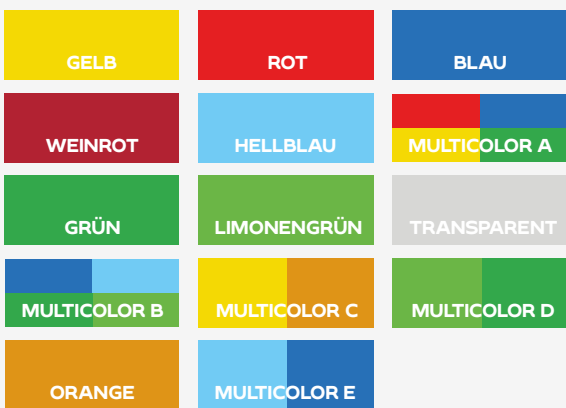 GELB
ROT
BLAU
WEINROT
HELLBLAU
MULTICOLOR A
GRÜN
LIMONENGRÜN
TRANSPARENT
MULTICOLOR B
MULTICOLOR C
MULTICOLOR D
ORANGE
MULTICOLOR E